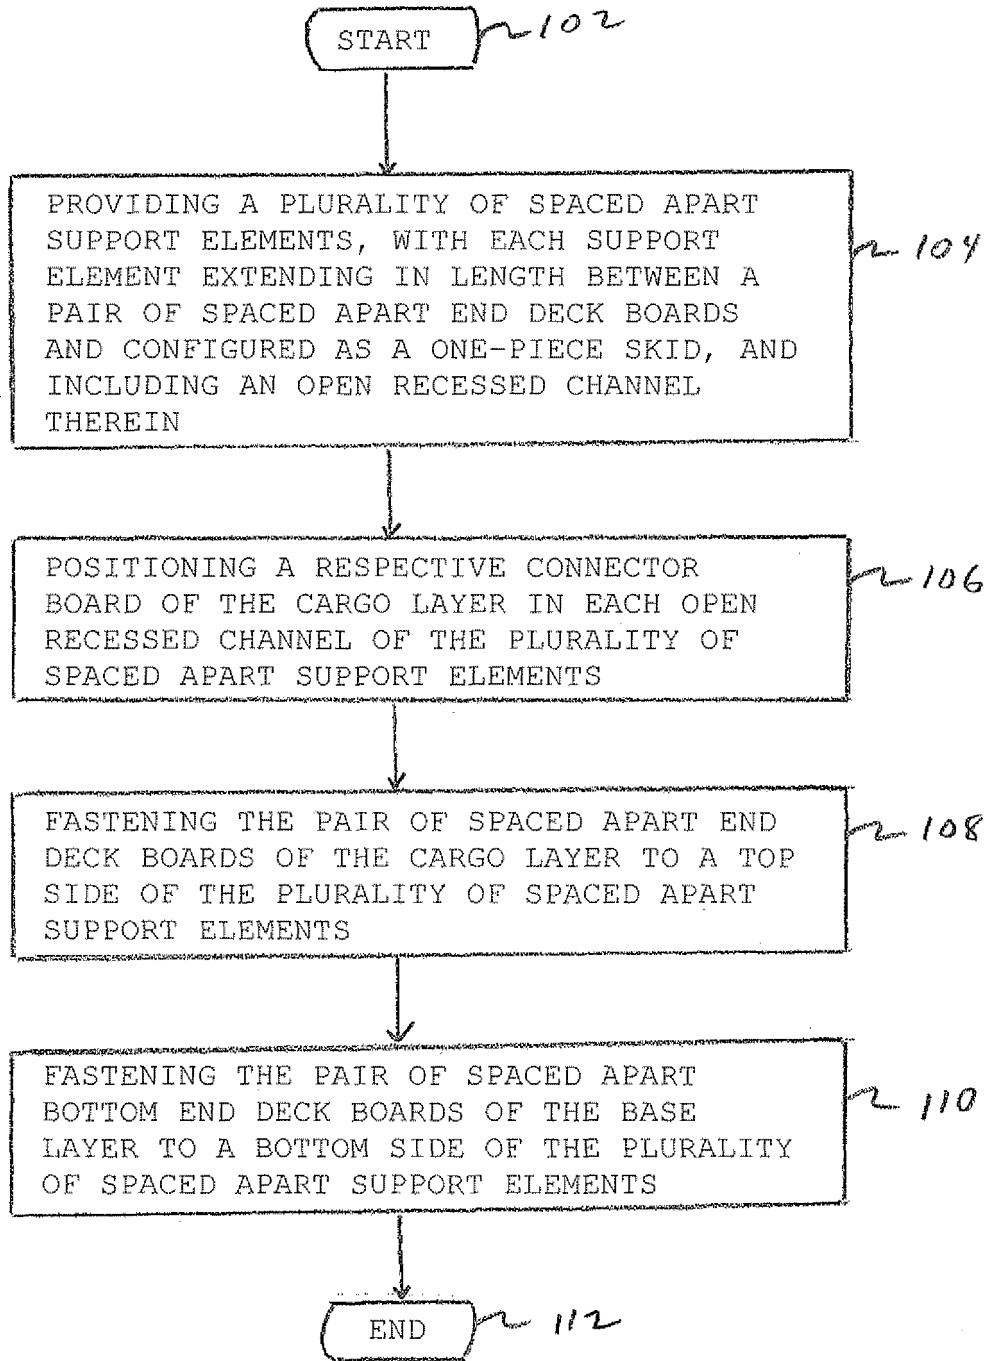 START 102
PROVIDING A PLURALITY OF SPACED APART
SUPPORT ELEMENTS, WITH EACH SUPPORT
ELEMENT EXTENDING IN LENGTH BETWEEN A
PAIR OF SPACED APART END DECK BOARDS
AND CONFIGURED AS A ONE-PIECE SKID, AND
INCLUDING AN OPEN RECESSED CHANNEL
THEREIN
104
POSITIONING A RESPECTIVE CONNECTOR
BOARD OF THE CARGO LAYER IN EACH OPEN
RECESSED CHANNEL OF THE PLURALITY OF
SPACED APART SUPPORT ELEMENTS
106
FASTENING THE PAIR OF SPACED APART END
DECK BOARDS OF THE CARGO LAYER TO A TOP
SIDE OF THE PLURALITY OF SPACED APART
SUPPORT ELEMENTS
108
FASTENING THE PAIR OF SPACED APART
BOTTOM END DECK BOARDS OF THE BASE
LAYER TO A BOTTOM SIDE OF THE PLURALITY
OF SPACED APART SUPPORT ELEMENTS
110
END 112